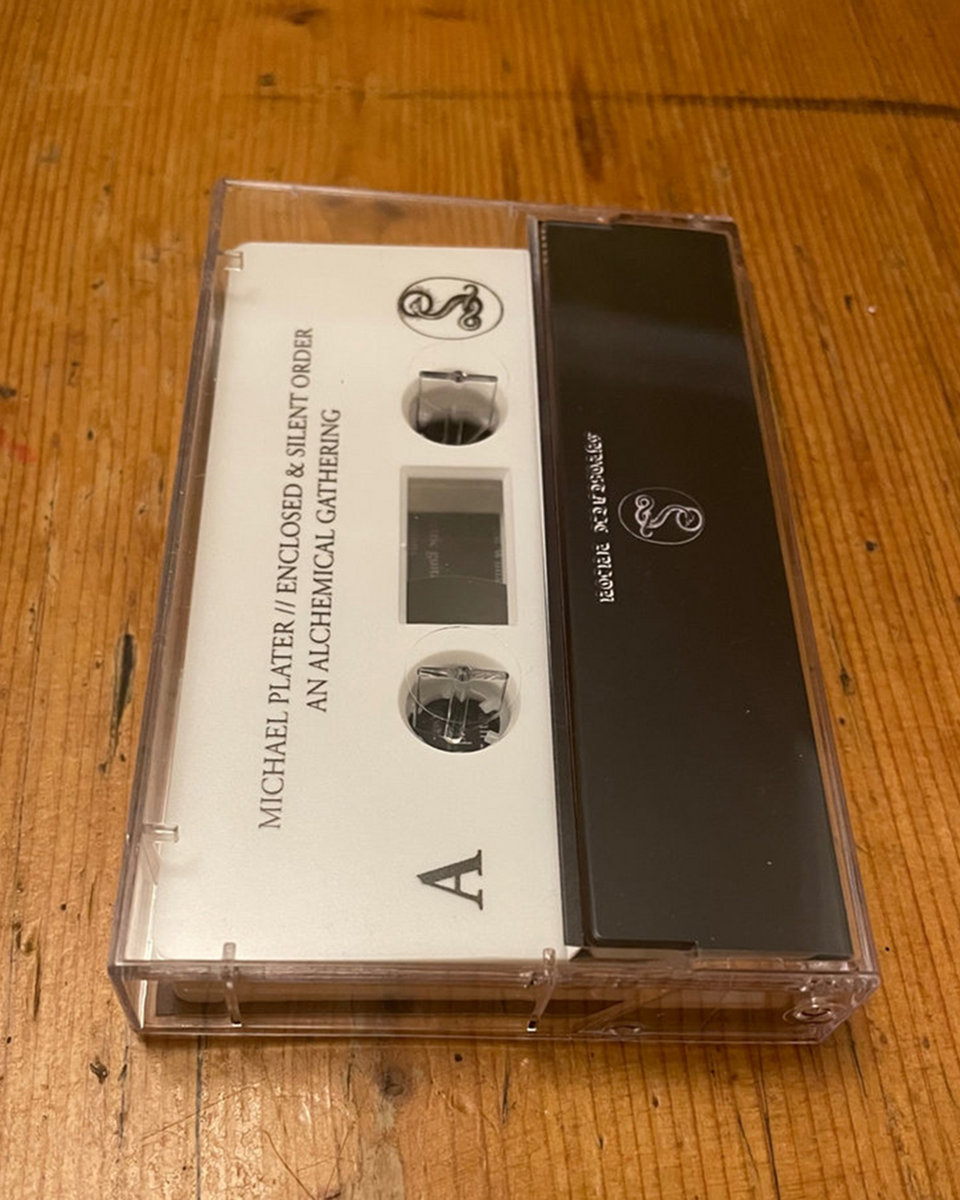 MICHAEL PLATER // ENCLOSED & SILENT ORDER
AN ALCHEMICAL GATHERING
A